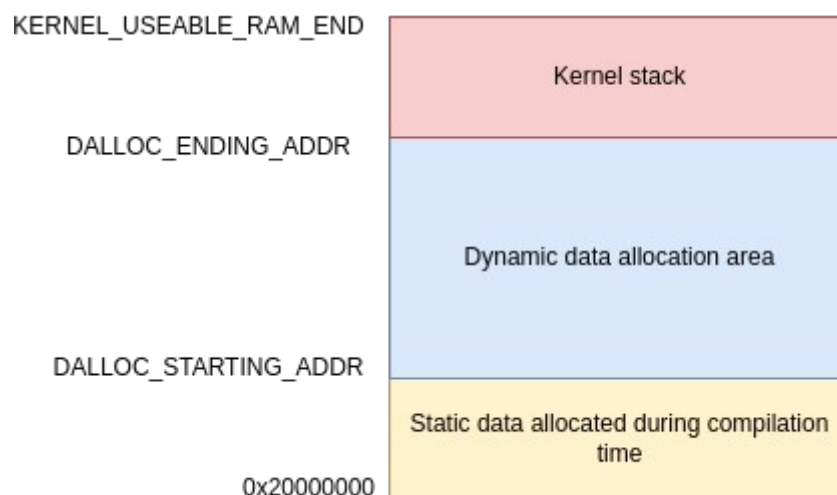 KERNEL_USEABLE_RAM_END
Kernel stack
DALLOC_ENDING_ADDR
Dynamic data allocation area
DALLOC_STARTING_ADDR
Static data allocated during compilation
time
0x20000000